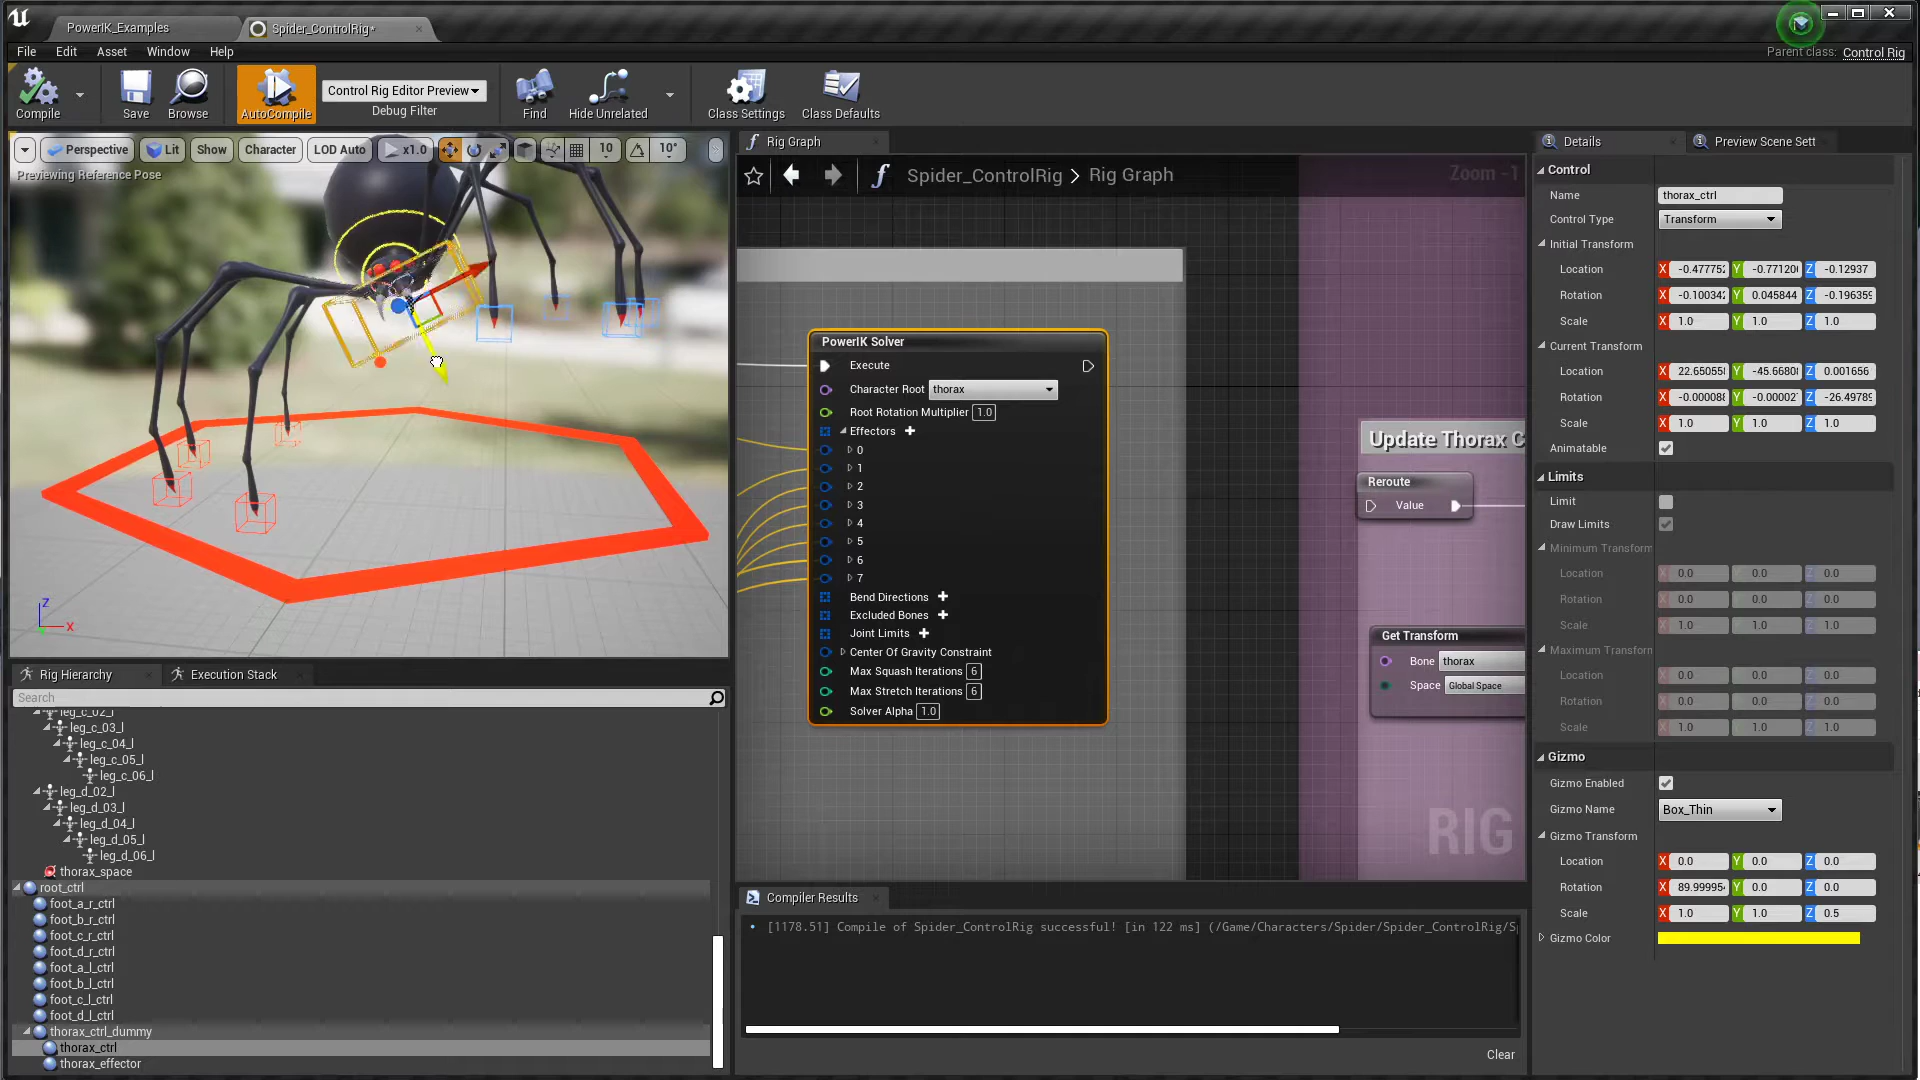 PowerIK_Examples
Spider_ControlRig*
File
Edit
Asset
Window
Help
Parent class:
Control Rig
Compile
Save
Browse
AutoCompile
Control Rig Editor Preview
Debug Filter
Find
Hide Unrelated
Class Settings
Class Defaults
Perspective
Lit
Show
Character
LOD Auto
x1.0
10
10°
Previewing Reference Pose
Z
X
Rig Graph
Spider_ControlRig > Rig Graph
Zoom -1
PowerIK Solver
Execute
Character Root
thorax
Root Rotation Multiplier
1.0
Effectors
0
1
2
3
4
5
6
7
Bend Directions
Excluded Bones
Joint Limits
Center Of Gravity Constraint
Max Squash Iterations
6
Max Stretch Iterations
6
Solver Alpha
1.0
Update Thorax C
Reroute
Value
Get Transform
Bone
thorax
Space
Global Space
RIG
Rig Hierarchy
Execution Stack
Search
leg_c_02_l
leg_c_03_l
leg_c_04_l
leg_c_05_l
leg_c_06_l
leg_d_02_l
leg_d_03_l
leg_d_04_l
leg_d_05_l
leg_d_06_l
thorax_space
root_ctrl
foot_a_r_ctrl
foot_b_r_ctrl
foot_c_r_ctrl
foot_d_r_ctrl
foot_a_l_ctrl
foot_b_l_ctrl
foot_c_l_ctrl
foot_d_l_ctrl
thorax_ctrl_dummy
thorax_ctrl
thorax_effector
Compiler Results
[1178.51] Compile of Spider_ControlRig successful! [in 122 ms] (/Game/Characters/Spider/Spider_ControlRig/S
Clear
Details
Preview Scene Sett
Control
Name
thorax_ctrl
Control Type
Transform
Initial Transform
Location X -0.477752 Y -0.77120 Z -0.12937
Rotation X -0.100342 Y 0.045844 Z -0.196359
Scale X 1.0 Y 1.0 Z 1.0
Current Transform
Location X 22.65055 Y -45.6680 Z 0.001656
Rotation X -0.000088 Y -0.00002 Z -26.49789
Scale X 1.0 Y 1.0 Z 1.0
Animatable
Limits
Limit
Draw Limits
Minimum Transform
Location X 0.0 0.0 Z 0.0
Rotation X 0.0 0.0 Z 0.0
Scale X 1.0 1.0 Z 1.0
Maximum Transform
Location X 0.0 0.0 Z 0.0
Rotation X 0.0 0.0 Z 0.0
Scale X 1.0 1.0 Z 1.0
Gizmo
Gizmo Enabled
Gizmo Name
Box_Thin
Gizmo Transform
Location X 0.0 Y 0.0 Z 0.0
Rotation X 89.999954 Y 0.0 Z 0.0
Scale X 1.0 Y 1.0 Z 0.5
Gizmo Color